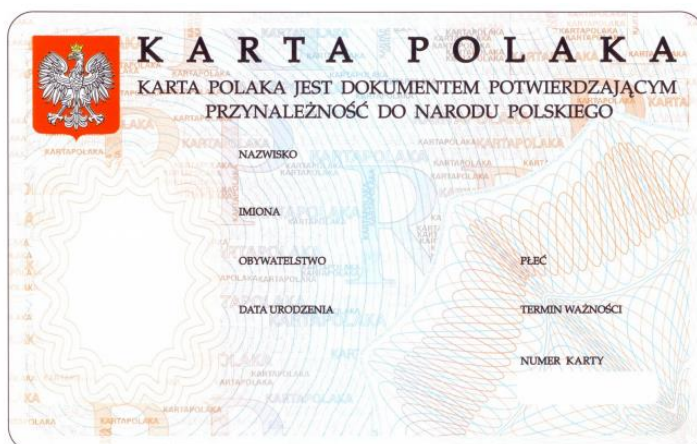 KARTA POLAKA
KARTA POLAKA JEST DOKUMENTEM POTWIERDZAJĄCYM
PRZYNALEŻNOŚĆ DO NARODU POLSKIEGO
NAZWISKO
IMIONA
OBYWATELSTWO
PŁEĆ
DATA URODZENIA
TERMIN WAŻNOŚCI
NUMER KARTY